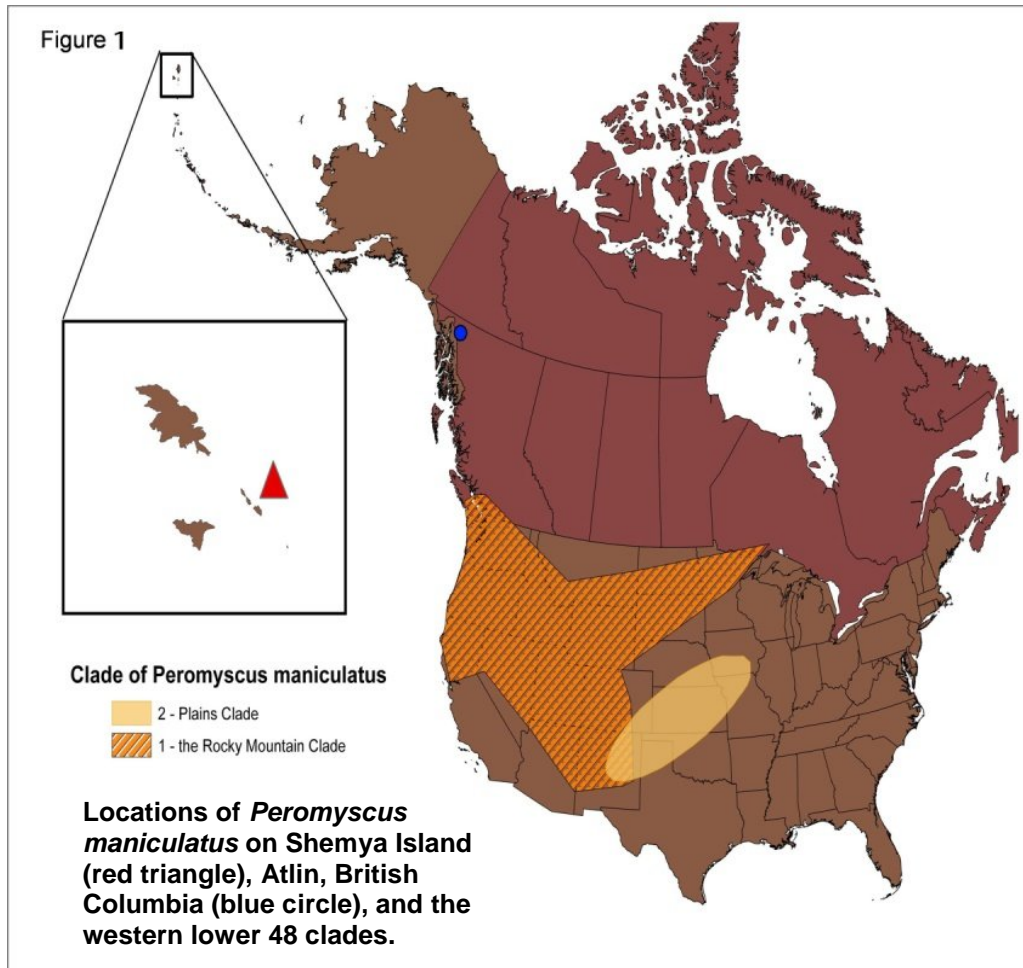 Figure 1
Clade of Peromyscus maniculatus
2 - Plains Clade
1 - the Rocky Mountain Clade
Locations of Peromyscus
maniculatus on Shemya Island
(red triangle), Atlin, British
Columbia (blue circle), and the
western lower 48 clades.